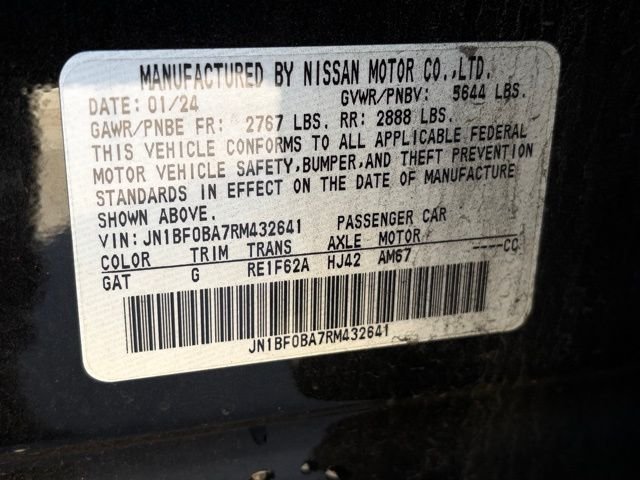 MANUFACTURED BY NISSAN MOTOR CO.,LTD.
DATE: 01/24 GVWR/PNBV: 5644 LBS.
GAWR/PNBE FR: 2767 LBS. RR: 2888 LBS.
THIS VEHICLE CONFORMS TO ALL APPLICABLE FEDERAL
MOTOR VEHICLE SAFETY,BUMPER,AND THEFT PREVENTION
STANDARDS IN EFFECT ON THE DATE OF MANUFACTURE
SHOWN ABOVE.
VIN: JN1BF0BA7RM432641 PASSENGER CAR
COLOR TRIM TRANS AXLE MOTOR ----CC
GAT G RE1F62A HJ42 AM67
JN1BF0BA7RM432641